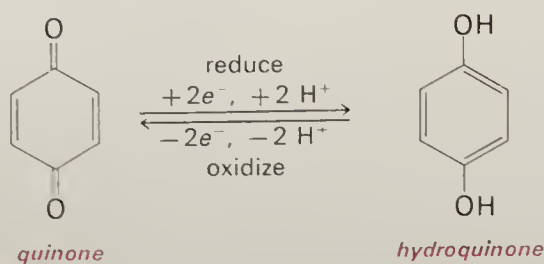 O
OH
reduce
+2e⁻, +2 H⁺
−2e⁻, −2 H⁺
oxidize
O
OH
quinone
hydroquinone